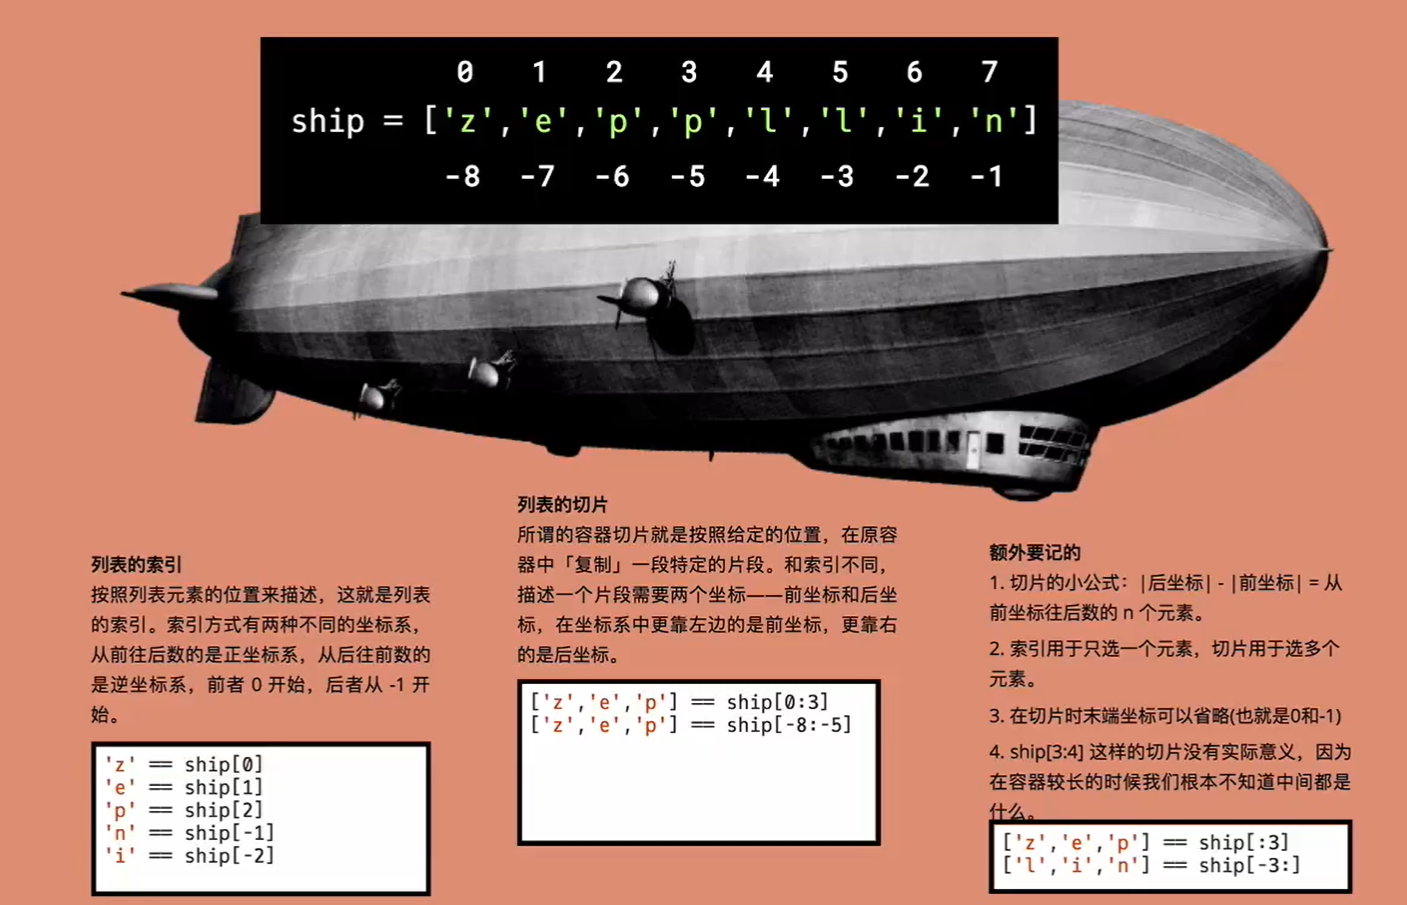 0 1 2 3 4 5 6 7
ship = ['z','e','p','p','l','l','i','n']
-8 -7 -6 -5 -4 -3 -2 -1
列表的索引
按照列表元素的位置来描述，这就是列表
的索引。索引方式有两种不同的坐标系，
从前往后数的是正坐标系，从后往前数的
是逆坐标系，前者 0 开始，后者从 -1 开
始。
'z' == ship[0]
'e' == ship[1]
'p' == ship[2]
'n' == ship[-1]
'i' == ship[-2]
列表的切片
所谓的容器切片就是按照给定的位置，在原容
器中「复制」一段特定的片段。和索引不同，
描述一个片段需要两个坐标——前坐标和后坐
标，在坐标系中更靠左边的是前坐标，更靠右
的是后坐标。
['z','e','p'] == ship[0:3]
['z','e','p'] == ship[-8:-5]
额外要记的
1. 切片的小公式：|后坐标| - |前坐标| = 从
前坐标往后数的 n 个元素。
2. 索引用于只选一个元素，切片用于选多个
元素。
3. 在切片时末端坐标可以省略(也就是0和-1)
4. ship[3:4] 这样的切片没有实际意义，因为
在容器较长的时候我们根本不知道中间都是
什么。
['z','e','p'] == ship[:3]
['l','i','n'] == ship[-3:]